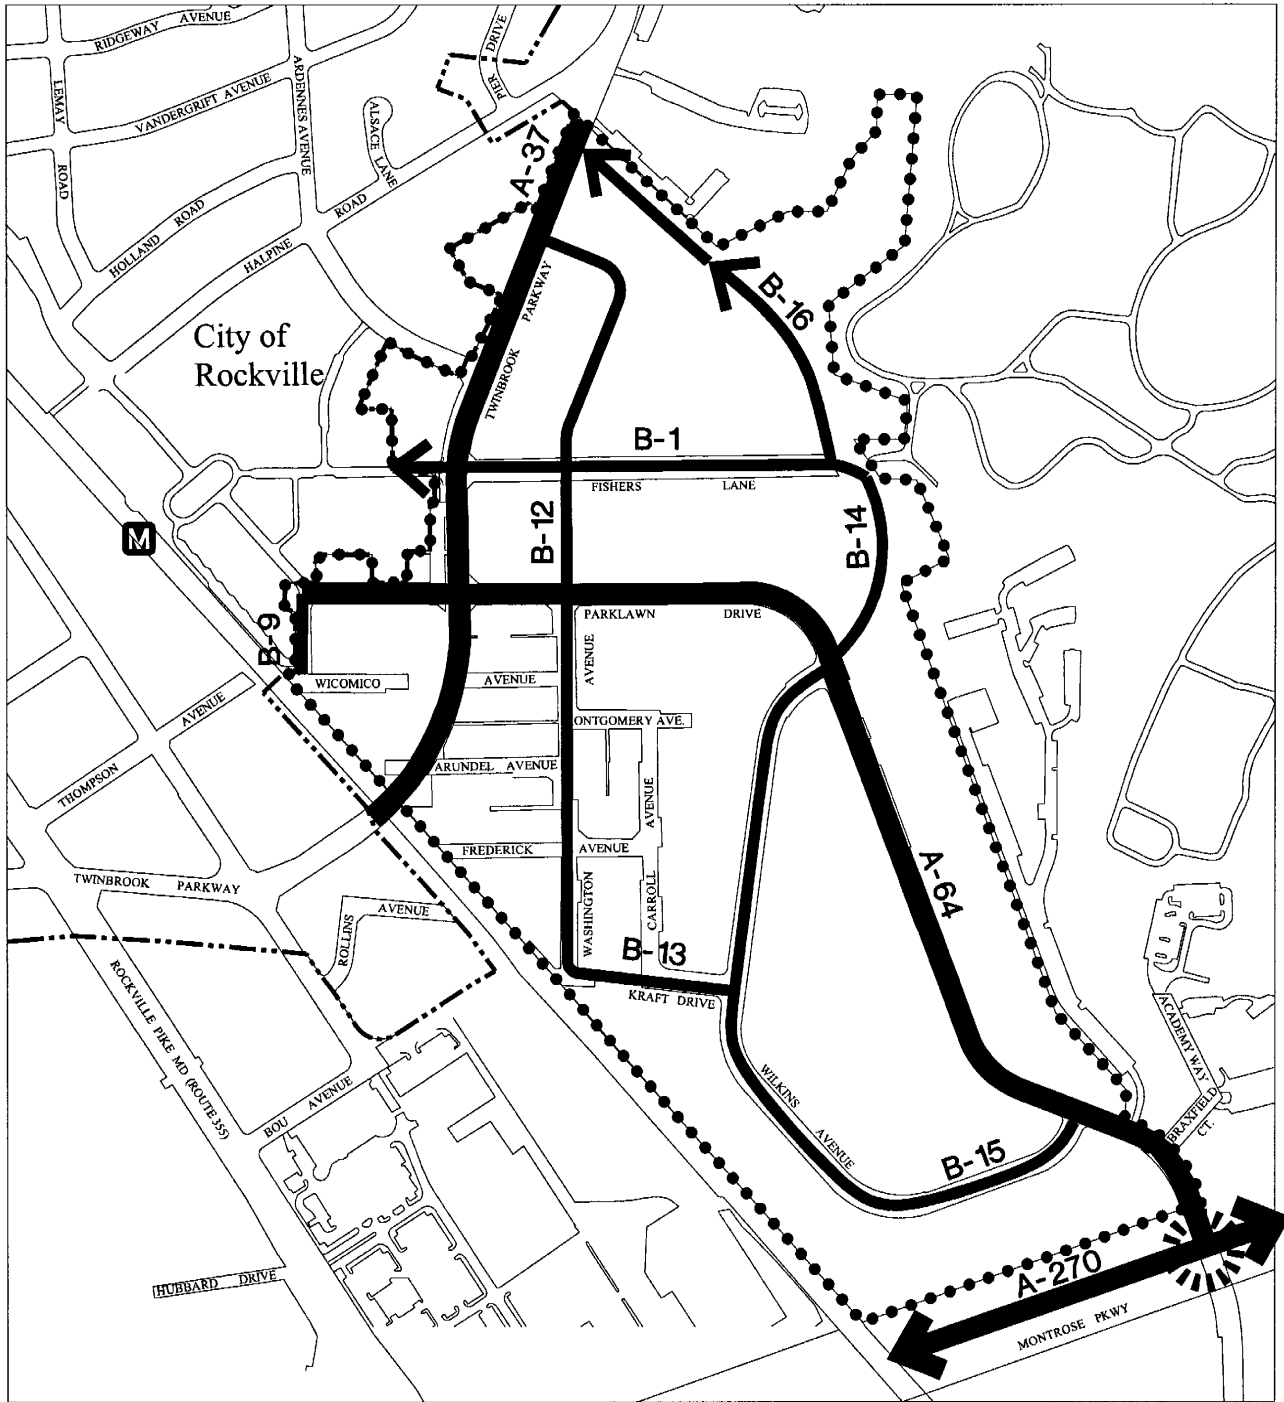 RIDGEWAY AVENUE
PIER DRIVE
LEMAY
ROAD
VANDERGRIFT AVENUE
ARDENNES AVENUE
ALSACE LANE
A-37
HOLLAND ROAD
HALPINE ROAD
B-16
City of
Rockville
TWINBROOK PARKWAY
B-1
FISHERS LANE
B-12
B-14
M
B-9
PARKLAWN DRIVE
WICOMICO AVENUE
AVENUE
ONTGOMERY AVE.
THOMPSON AVENUE
ARUNDEL AVENUE
AVENUE
FREDERICK AVENUE
A-64
TWINBROOK PARKWAY
ROLLINS AVENUE
WASHINGTON
CARROLL
B-13
KRAFT DRIVE
ROCKVILLE PIKE MD (ROUTE 355)
ACADEMY WAY
BRAXFIELD
CT.
BOU AVENUE
WILKINS AVENUE
B-15
HUBBARD DRIVE
A-270
MONTROSE PKWY